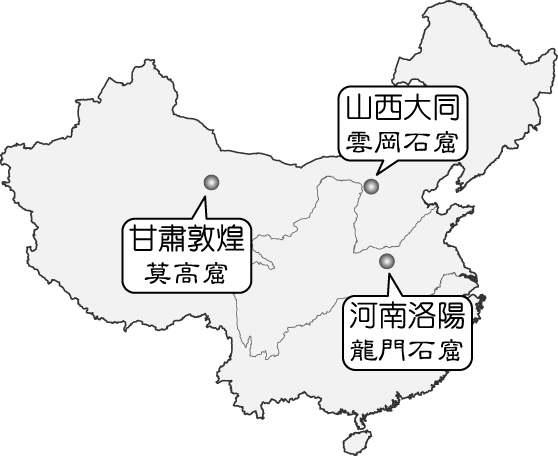 山西大同
雲岡石窟
甘肅敦煌
莫高窟
河南洛陽
龍門石窟